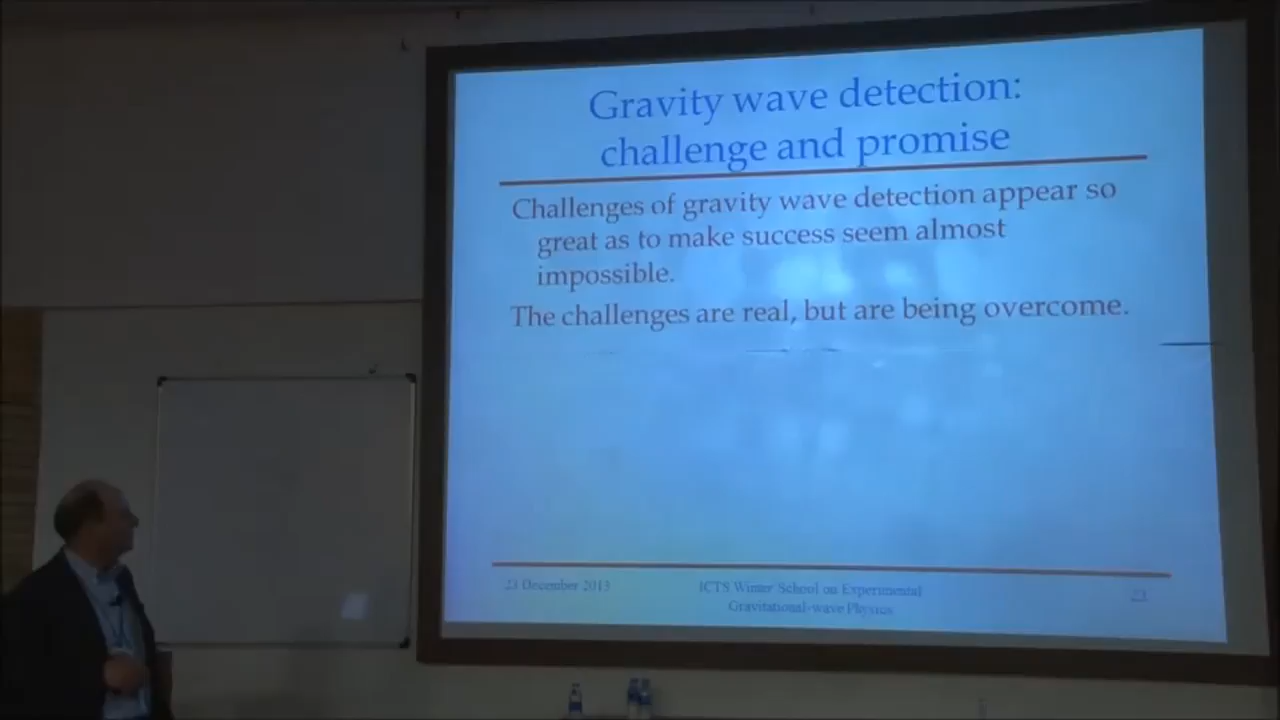 Gravity wave detection:
challenge and promise
Challenges of gravity wave detection appear so
great as to make success seem almost
impossible.
The challenges are real, but are being overcome.
23 December 2013
ICTS Winter School on Experimental
Gravitational-wave Physics
23